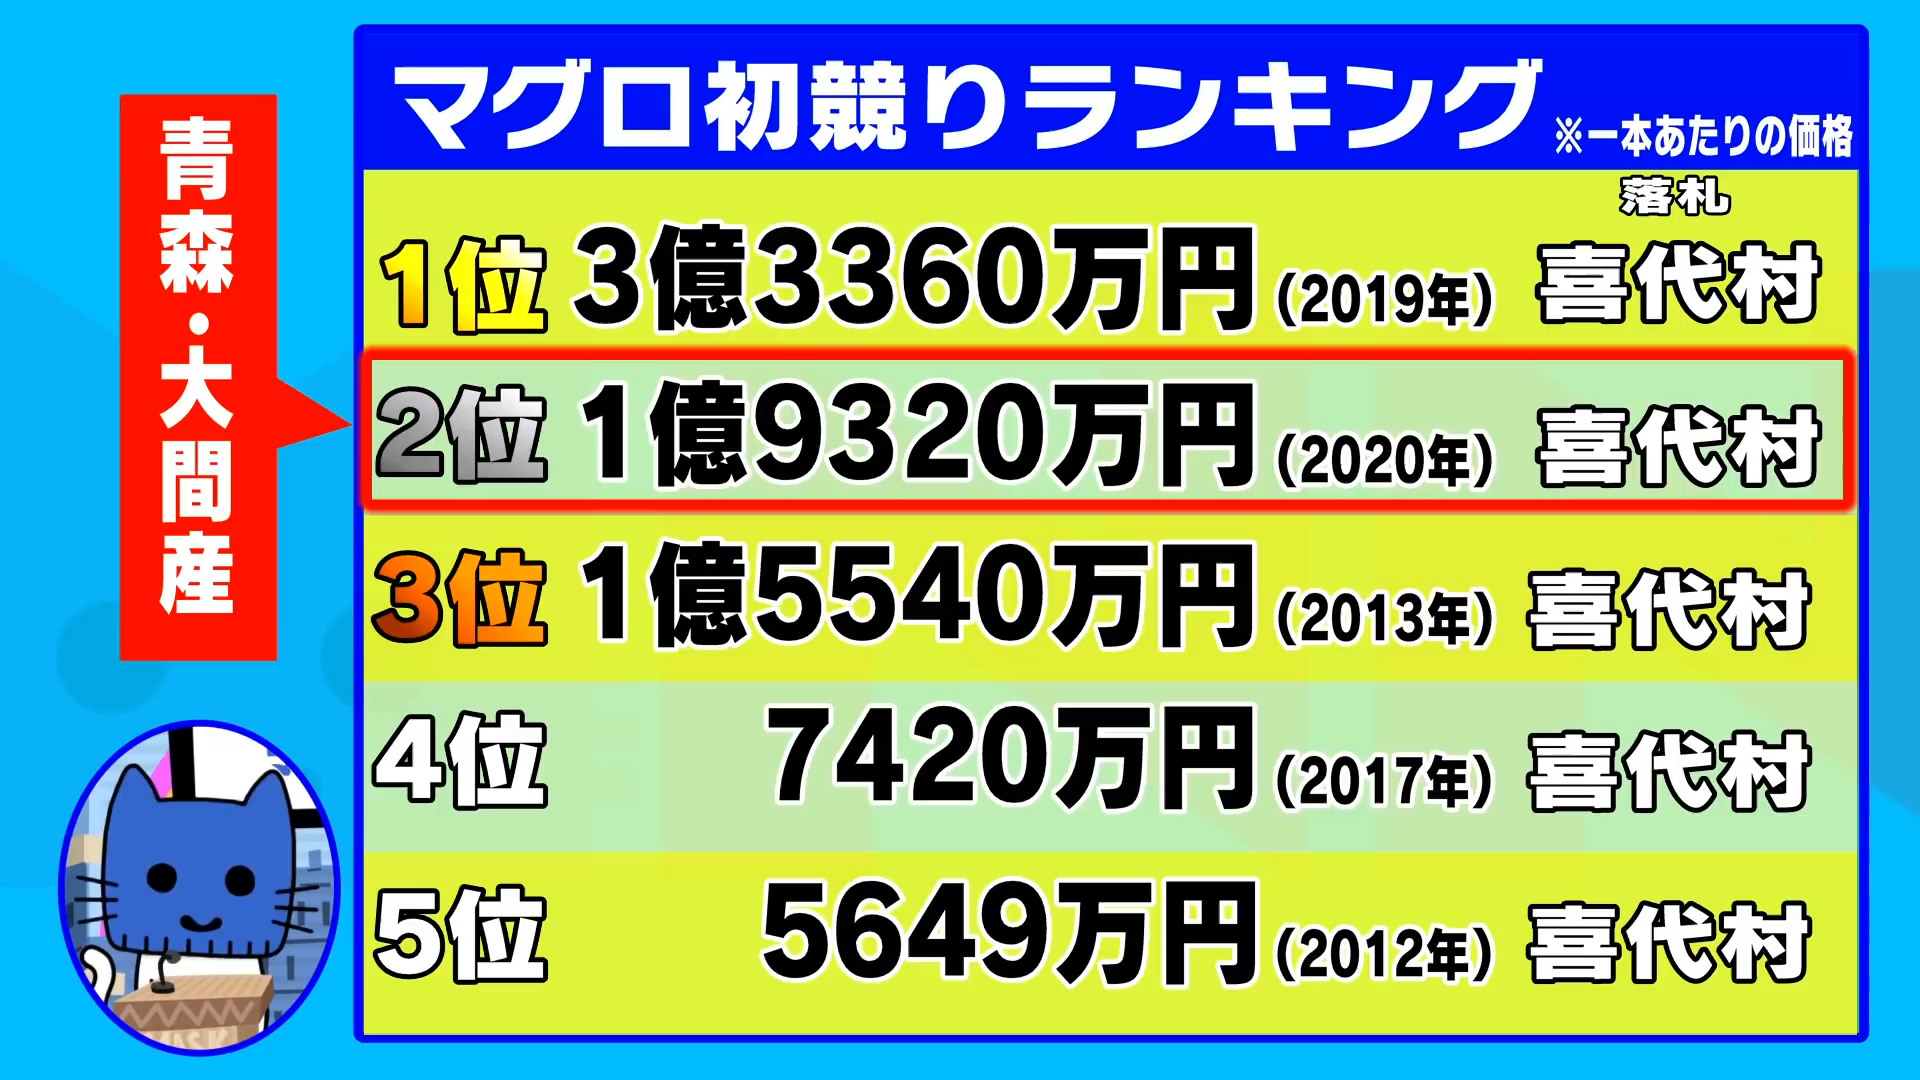 マグロ初競りランキング ※一本あたりの価格
青森・大間産
落札
1位 3億3360万円 (2019年) 喜代村
2位 1億9320万円 (2020年) 喜代村
3位 1億5540万円 (2013年) 喜代村
4位 7420万円 (2017年) 喜代村
5位 5649万円 (2012年) 喜代村